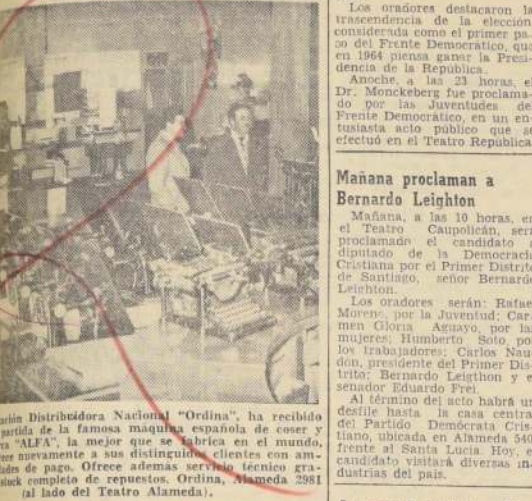 Los oradores destacaron la
trascendencia de la elección,
considerada como el primer pa-
so del Frente Democrático, que
en 1964 piensa ganar la Presi-
dencia de la República.
Anoche, a las 23 horas, el
Dr. Monckeberg fue proclama-
do por las Juventudes del
Frente Democrático, en un en-
tusiasta acto público que se
efectuó en el Teatro República
Mañana proclaman a
Bernardo Leighton
Mañana, a las 10 horas, en
el Teatro Caupolicán, será
proclamado el candidato a
diputado de la Democracia
Cristiana por el Primer Distrito
de Santiago, señor Bernardo
Leighton.
Los oradores serán: Rafael
Moreno, por la Juventud; Car-
men Gloria Aguayo, por las
mujeres; Humberto Soto, por
los trabajadores; Carlos Nau-
don, presidente del Primer Dis-
trito; Bernardo Leigthon y el
senador Eduardo Frei.
Al término del acto habrá un
desfile hasta la casa central
del Partido Demócrata Cris-
tiano, ubicada en Alameda 540
frente al Santa Lucía. Hoy, el
candidato visitará diversas in-
dustrias del país.
Distribuidora Nacional "Ordina", ha recibido
partida de la famosa máquina española de coser y
"ALFA", la mejor que se fabrica en el mundo,
nuevamente a sus distinguidos clientes con am-
de pago. Ofrece además servicio técnico gra-
stock completo de repuestos. Ordina, Alameda 2981
(al lado del Teatro Alameda).